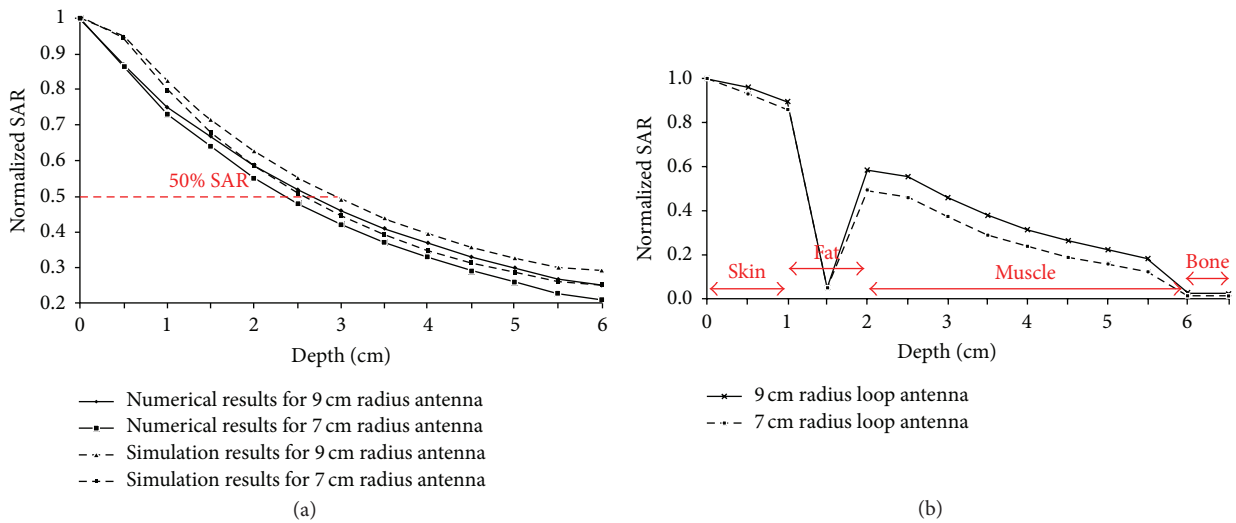 1
0.9
0.8
0.7
0.6
0.5
0.4
0.3
0.2
Normalized SAR
50% SAR
0 1 2 3 4 5 6
Depth (cm)
Numerical results for 9 cm radius antenna
Numerical results for 7 cm radius antenna
Simulation results for 9 cm radius antenna
Simulation results for 7 cm radius antenna
(a)
1.0
0.8
0.6
0.4
0.2
0.0
Normalized SAR
Skin
Fat
Muscle
Bone
0 1 2 3 4 5 6
Depth (cm)
9 cm radius loop antenna
7 cm radius loop antenna
(b)